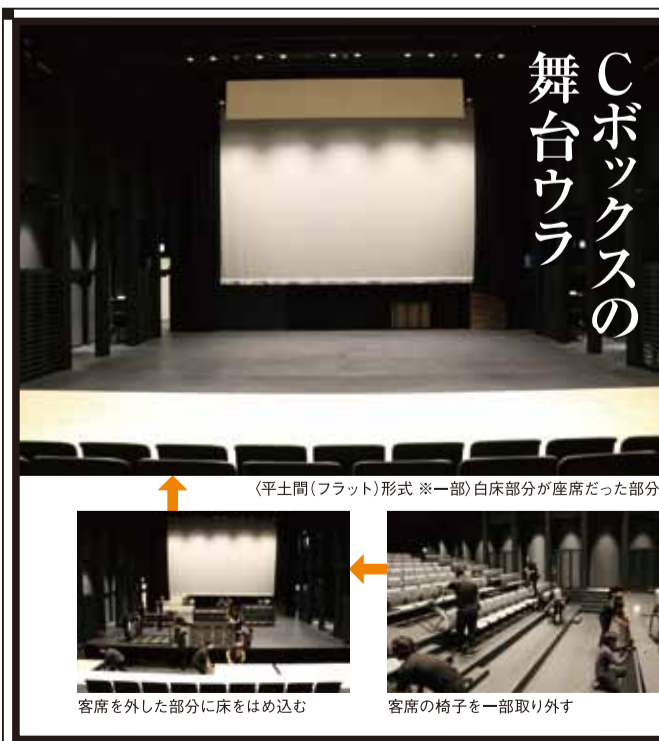 Cボックスの
舞台ウラ
〈平土間(フラット)形式 ※一部〉白床部分が座席だった部分
客席を外した部分に床をはめ込む
客席の椅子を一部取り外す